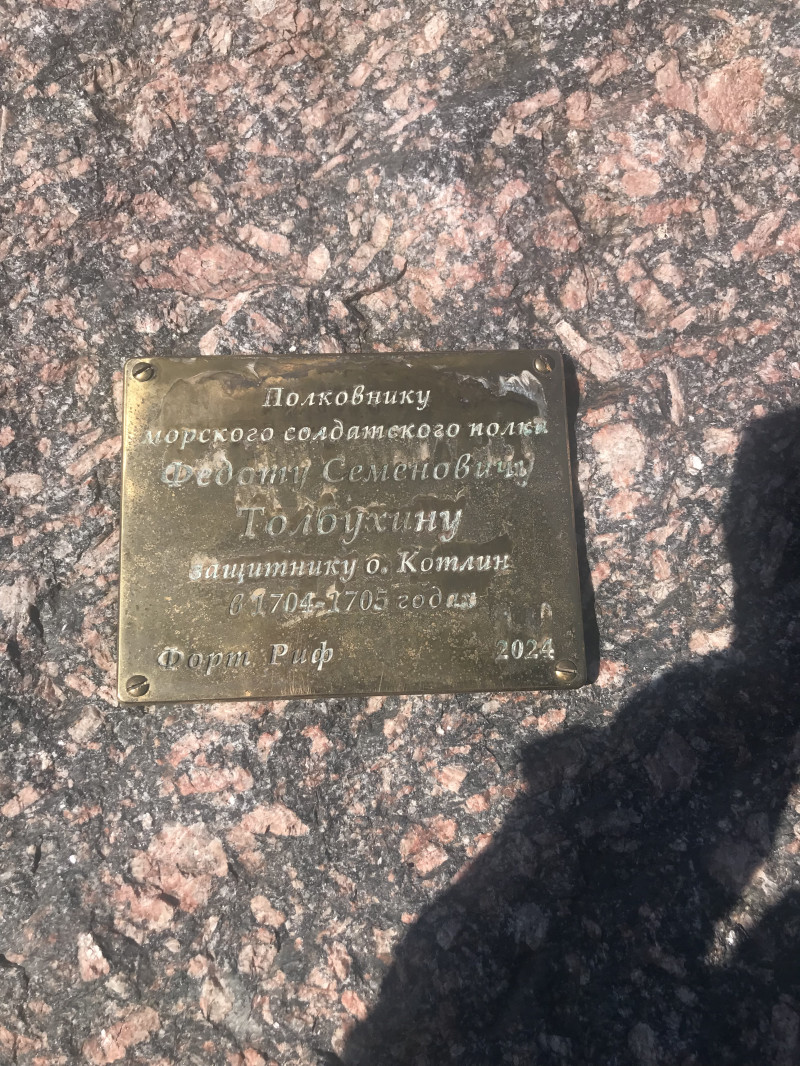 Полковнику
морского солдатского полка
Федоту Семеновичу
Толбухину
защитнику о. Котлин
в 1704-1705 годах
Форт Риф 2024